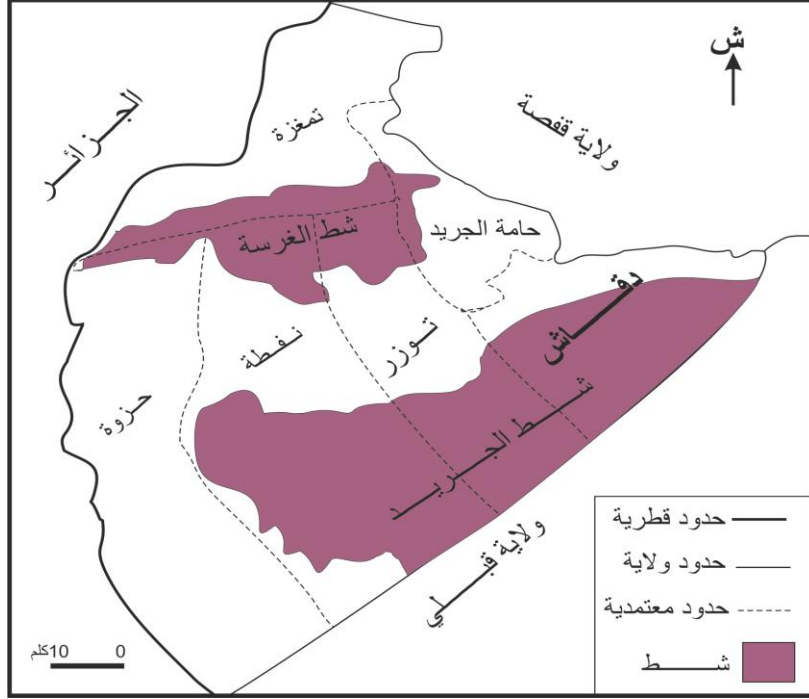 ش
الجزائر
تمغزة
ولاية قفصة
شط الغرسة
حامة الجريد
دقاش
توزر
نفطة
حزوة
شط الجريد
ولاية قبلي
حدود قطرية
حدود ولاية
حدود معتمدية
شط
0 10كلم